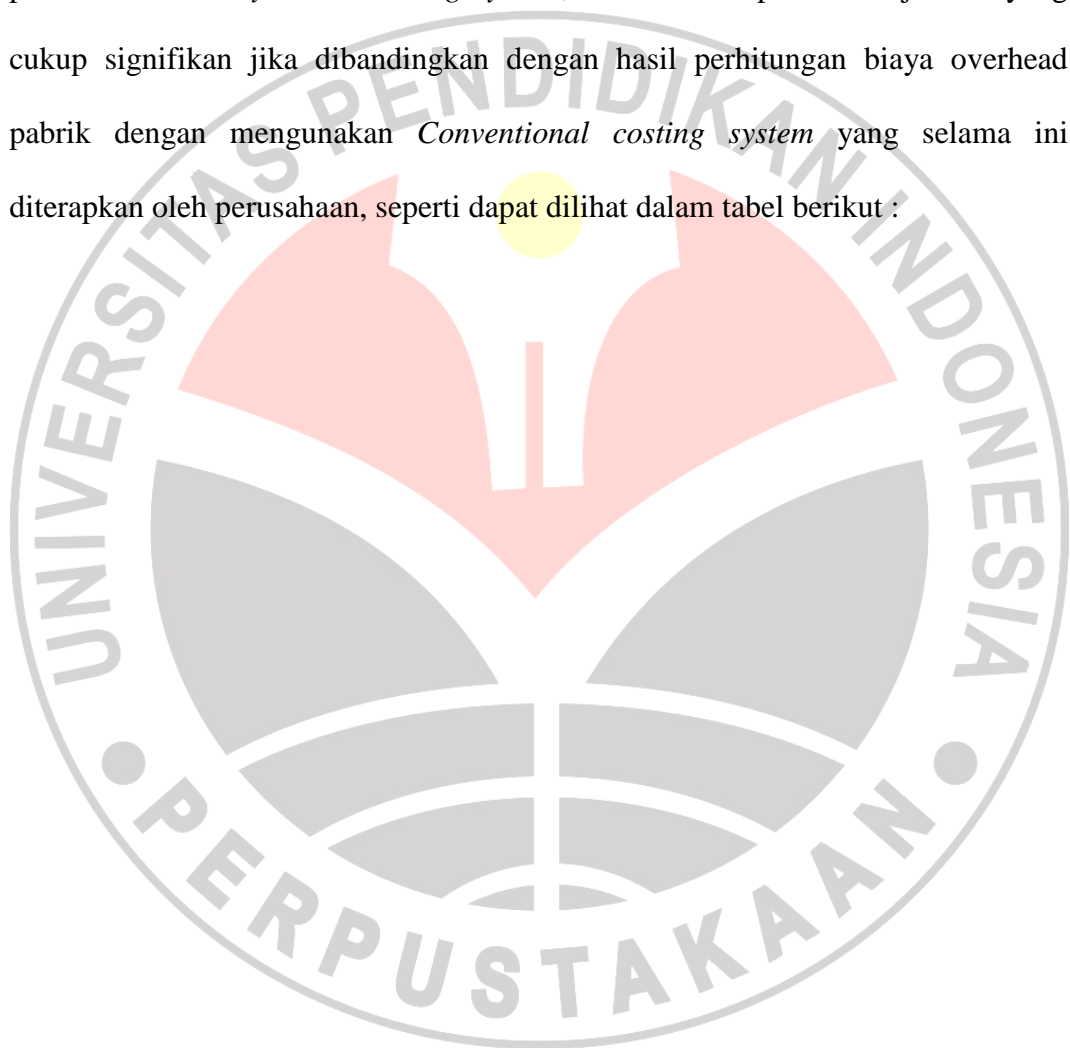 cukup signifikan jika dibandingkan dengan hasil perhitungan biaya overhead
pabrik dengan mengunakan Conventional costing system yang selama ini
diterapkan oleh perusahaan, seperti dapat dilihat dalam tabel berikut :
UNIVERSITAS PENDIDIKAN INDONESIA
PERPUSTAKAAN